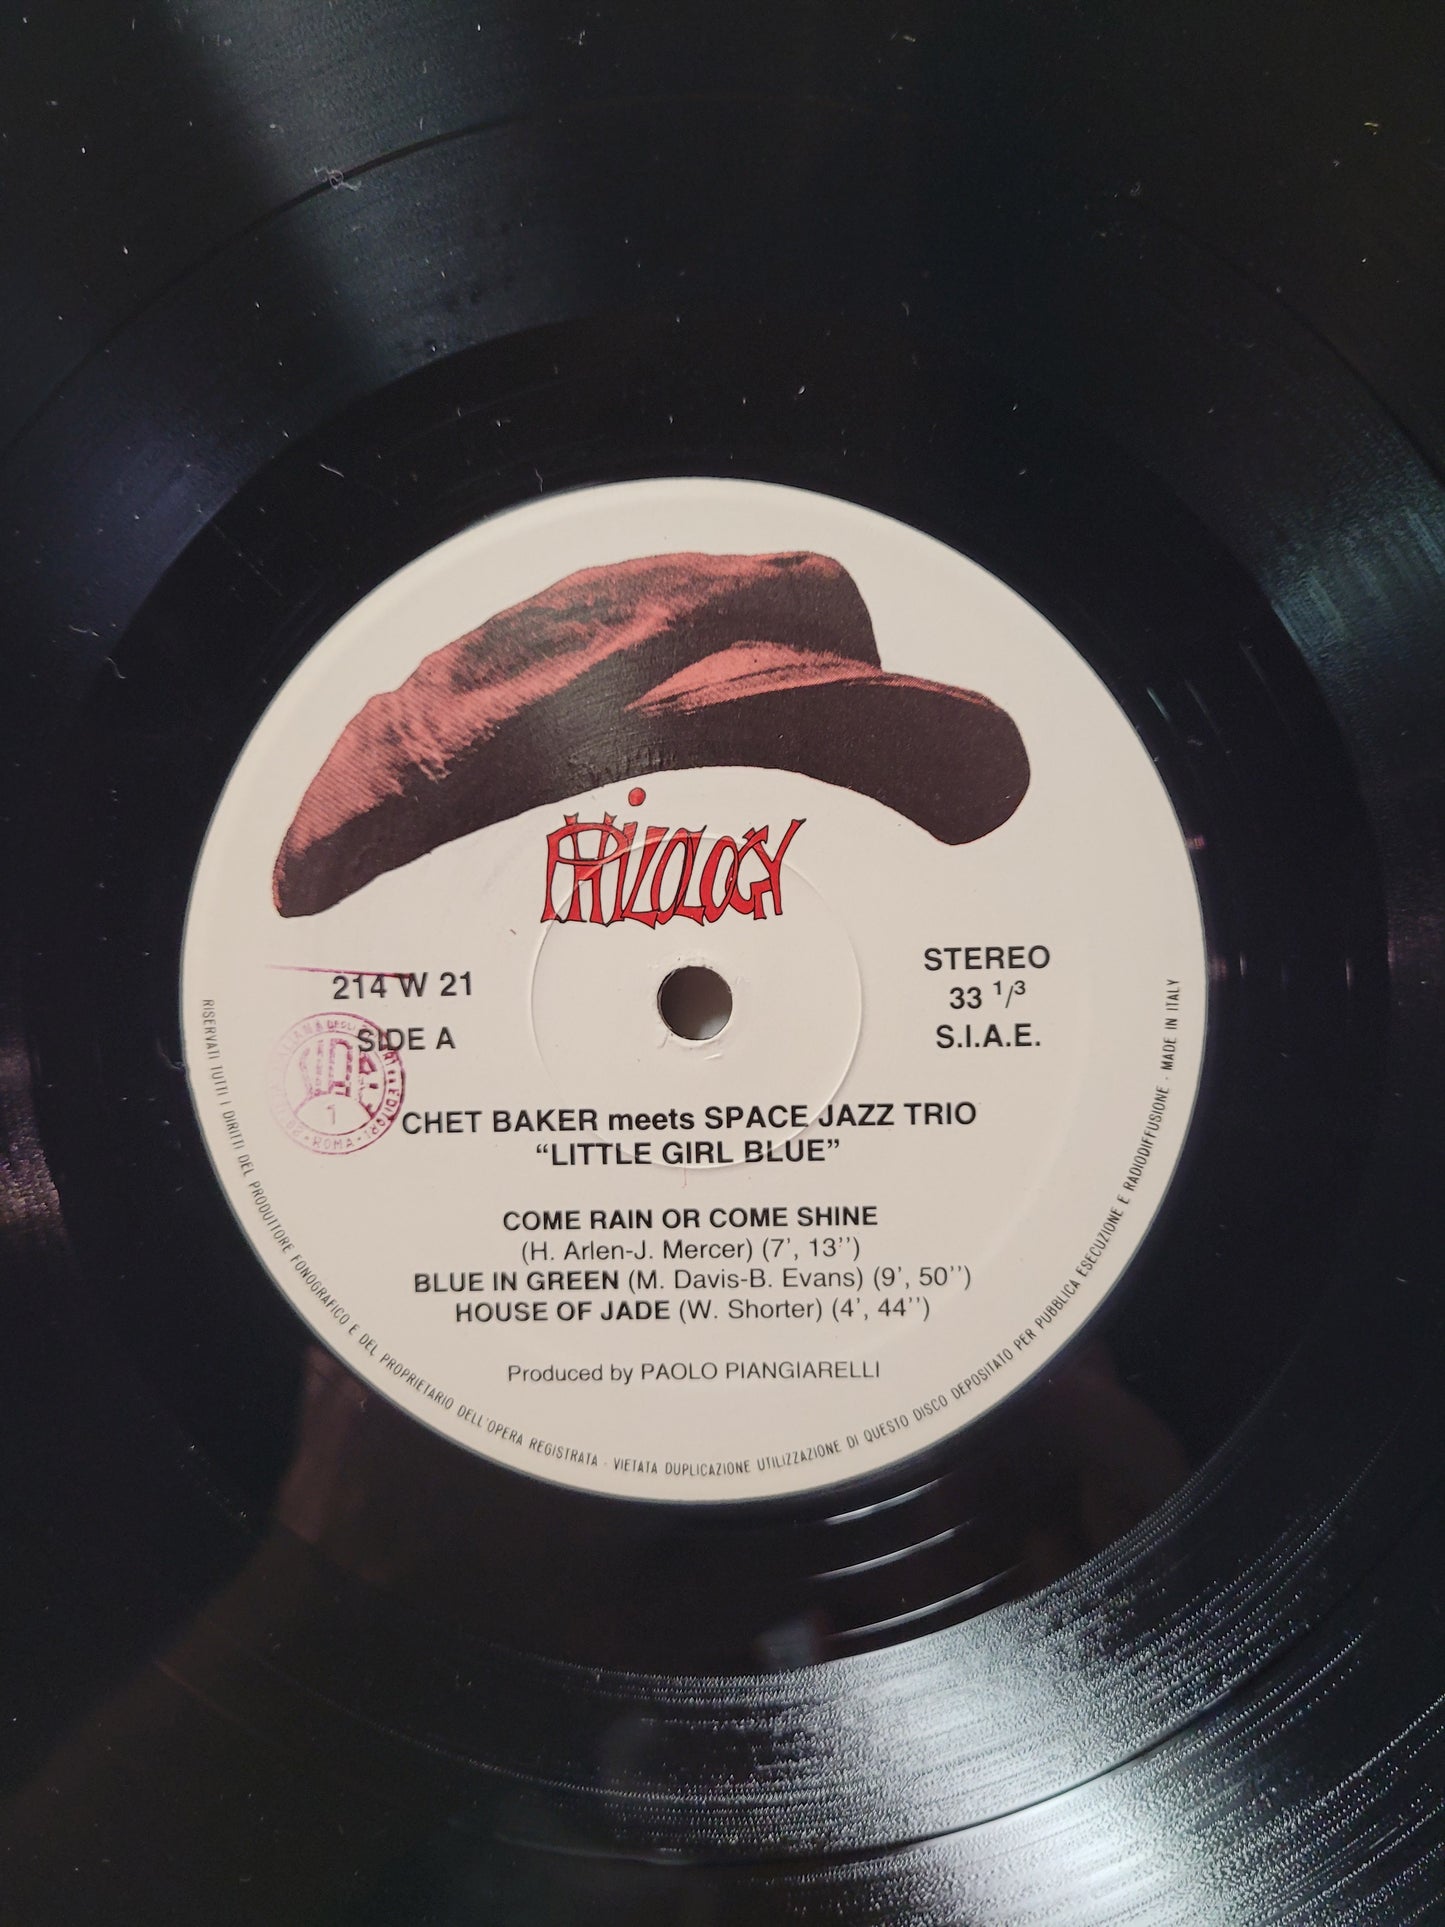 PHILOLOGY
214 W 21
SIDE A
STEREO
33 1/3
S.I.A.E.
ROMA
1
CHET BAKER meets SPACE JAZZ TRIO
“LITTLE GIRL BLUE”
COME RAIN OR COME SHINE
(H. Arlen-J. Mercer) (7’, 13’’)
BLUE IN GREEN (M. Davis-B. Evans) (9’, 50’’)
HOUSE OF JADE (W. Shorter) (4’, 44’’)
Produced by PAOLO PIANGIARELLI
RISERVATI TUTTI I DIRITTI DEL PRODUTTORE FONOGRAFICO E DEL PROPRIETARIO DELL'OPERA REGISTRATA - VIETATA DUPLICAZIONE UTILIZZAZIONE DI QUESTO DISCO DEPOSITATO PER PUBBLICA ESECUZIONE E RADIODIFFUSIONE - MADE IN ITALY